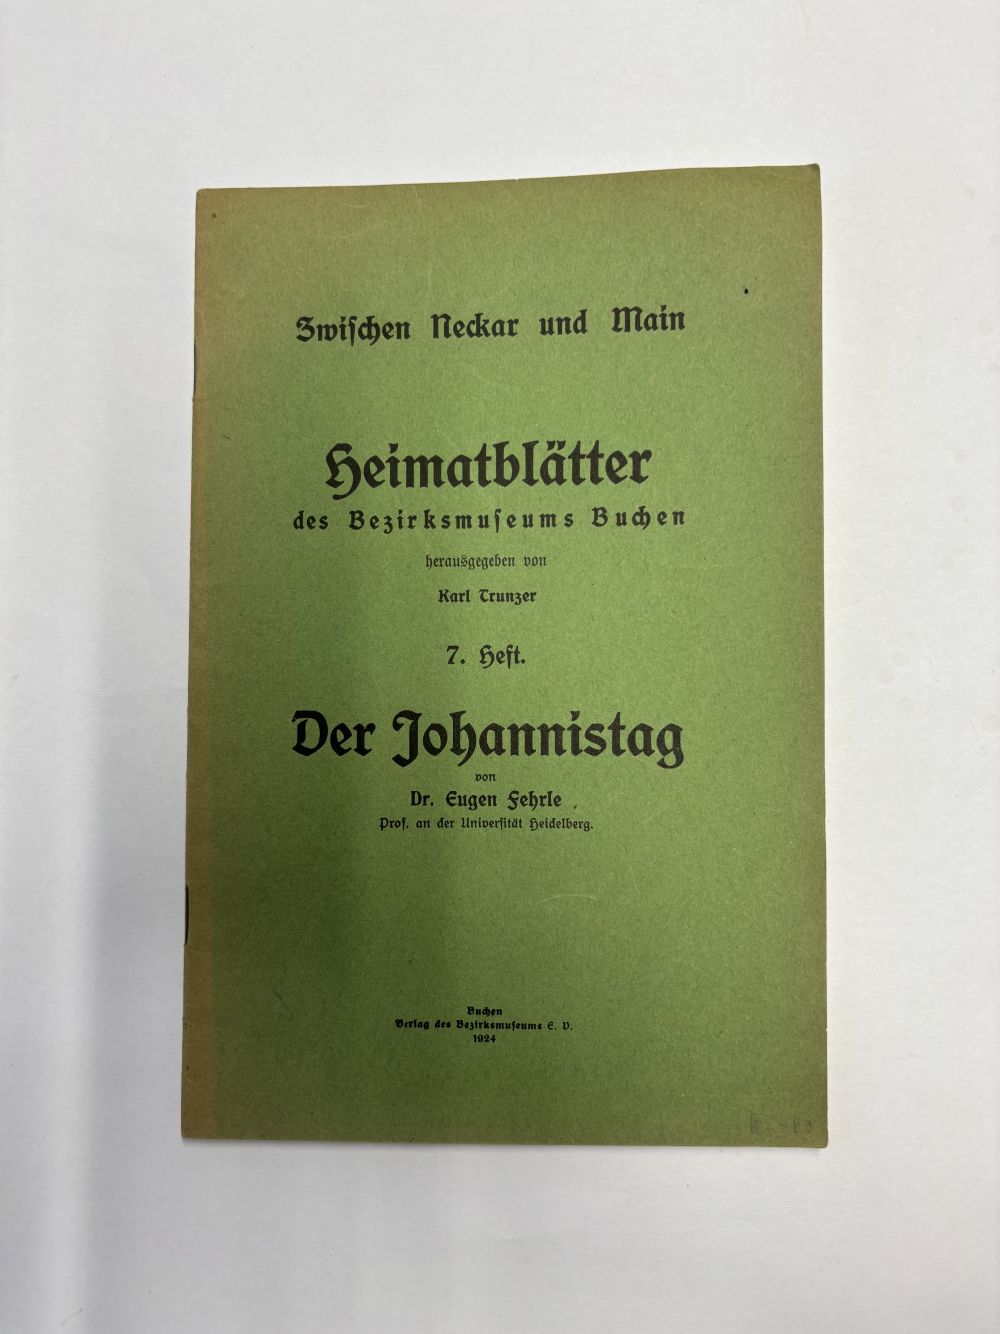 Zwischen Neckar und Main
Heimatblätter
des Bezirksmuseums Buchen
herausgegeben von
Karl Trunzer
7. Heft.
Der Johannistag
von
Dr. Eugen Fehrle
Prof. an der Universität Heidelberg.
Buchen
Verlag des Bezirksmuseums E. V.
1924